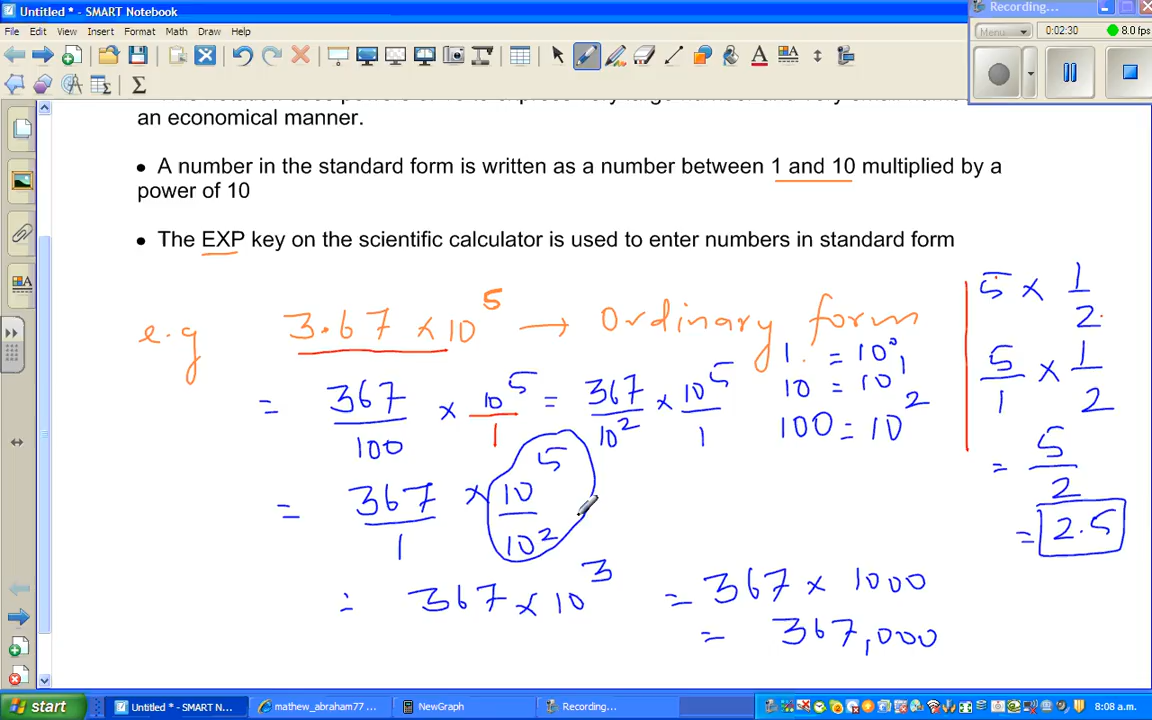 Untitled * - SMART Notebook
Recording...
File Edit View Insert Format Math Draw Help
Menu
0:02:30
8.0 fps
an economical manner.
• A number in the standard form is written as a number between 1 and 10 multiplied by a
power of 10
• The EXP key on the scientific calculator is used to enter numbers in standard form
e.g 3.67 × 10^5 → Ordinary form
= 367/100 × 10^5/1 = 367/10^2 × 10^5/1
1 = 10^0
10 = 10^1
100 = 10^2
= 367/1 × 10^5/10^2
= 367 × 10^3 = 367 × 1000
= 367,000
5 × 1/2
5/1 × 1/2
= 5/2
= 2.5
start
Untitled * - SMART N...
mathew_abraham77 ...
NewGraph
Recording...
8:08 a.m.